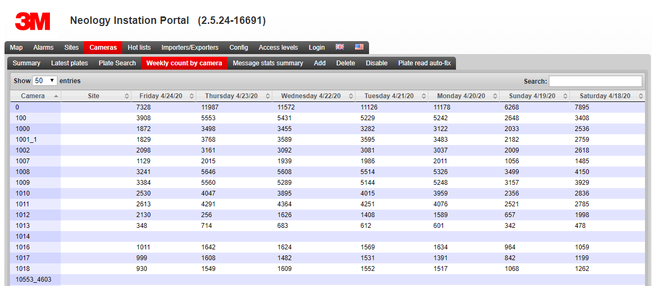 3M Neology Instation Portal (2.5.24-16691)
Map Alarms Sites Cameras Hot lists Importers/Exporters Config Access levels Login
Summary Latest plates Plate Search Weekly count by camera Message stats summary Add Delete Disable Plate read auto-fix
Show 50 entries Search:
Camera Site Friday 4/24/20 Thursday 4/23/20 Wednesday 4/22/20 Tuesday 4/21/20 Monday 4/20/20 Sunday 4/19/20 Saturday 4/18/20
0 7328 11987 11572 11126 11178 6268 7895
100 3908 5553 5431 5229 5242 2648 3408
1000 1872 3498 3455 3282 3122 2033 2536
1001_1 1829 3768 3589 3595 3483 2182 2759
1002 2098 3161 3092 3081 3037 2009 2618
1007 1129 2015 1939 1986 2011 1056 1485
1008 3241 5646 5608 5514 5326 3499 4150
1009 3384 5560 5289 5144 5248 3157 3929
1010 2530 4047 3895 4015 3959 2356 2836
1011 2613 4291 4364 4251 4076 2521 2785
1012 2130 256 1626 1408 1589 657 1998
1013 348 714 683 612 601 342 478
1014
1016 1011 1642 1624 1569 1634 964 1059
1017 999 1608 1482 1531 1391 842 1199
1018 930 1549 1609 1552 1517 1068 1262
10553_4603